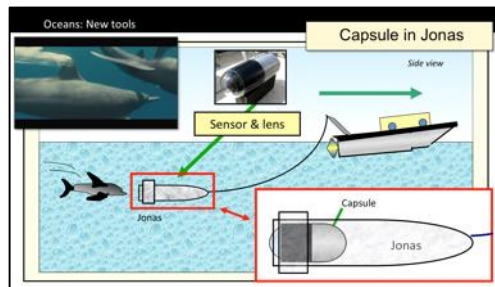 Oceans: New tools
Capsule in Jonas
Side view
Sensor & lens
Jonas
Capsule
Jonas